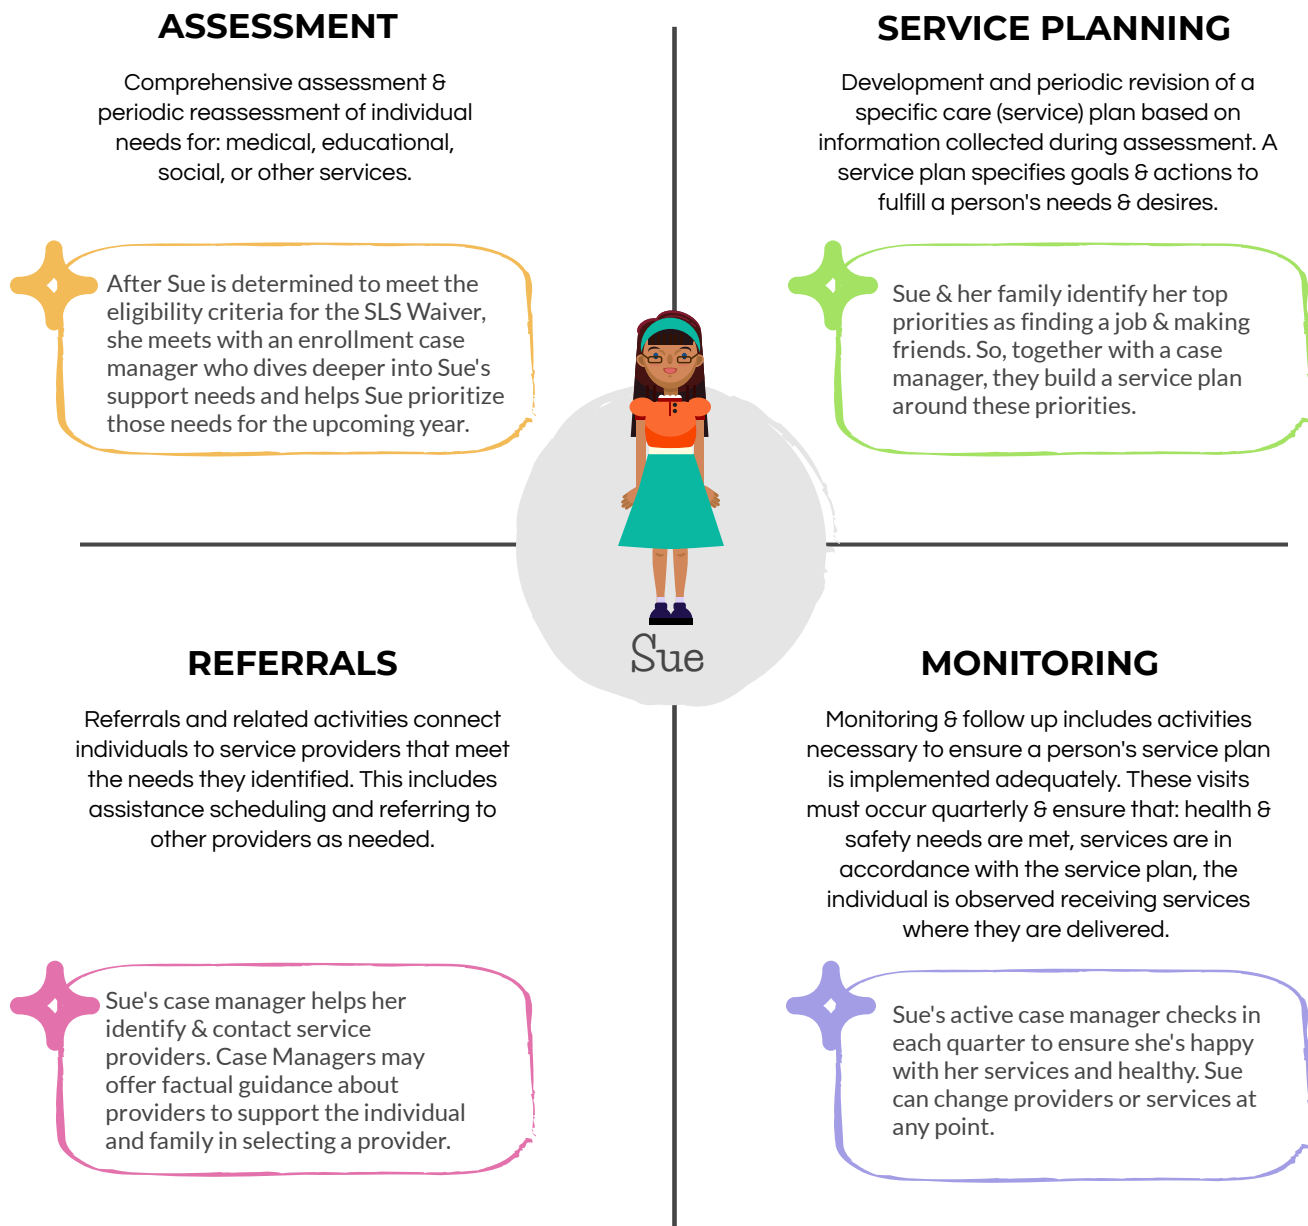 ASSESSMENT
Comprehensive assessment &
periodic reassessment of individual
needs for: medical, educational,
social, or other services.
After Sue is determined to meet the
eligibility criteria for the SLS Waiver,
she meets with an enrollment case
manager who dives deeper into Sue's
support needs and helps Sue prioritize
those needs for the upcoming year.
SERVICE PLANNING
Development and periodic revision of a
specific care (service) plan based on
information collected during assessment. A
service plan specifies goals & actions to
fulfill a person's needs & desires.
Sue & her family identify her top
priorities as finding a job & making
friends. So, together with a case
manager, they build a service plan
around these priorities.
Sue
REFERRALS
Referrals and related activities connect
individuals to service providers that meet
the needs they identified. This includes
assistance scheduling and referring to
other providers as needed.
Sue's case manager helps her
identify & contact service
providers. Case Managers may
offer factual guidance about
providers to support the individual
and family in selecting a provider.
MONITORING
Monitoring & follow up includes activities
necessary to ensure a person's service plan
is implemented adequately. These visits
must occur quarterly & ensure that: health &
safety needs are met, services are in
accordance with the service plan, the
individual is observed receiving services
where they are delivered.
Sue's active case manager checks in
each quarter to ensure she's happy
with her services and healthy. Sue
can change providers or services at
any point.